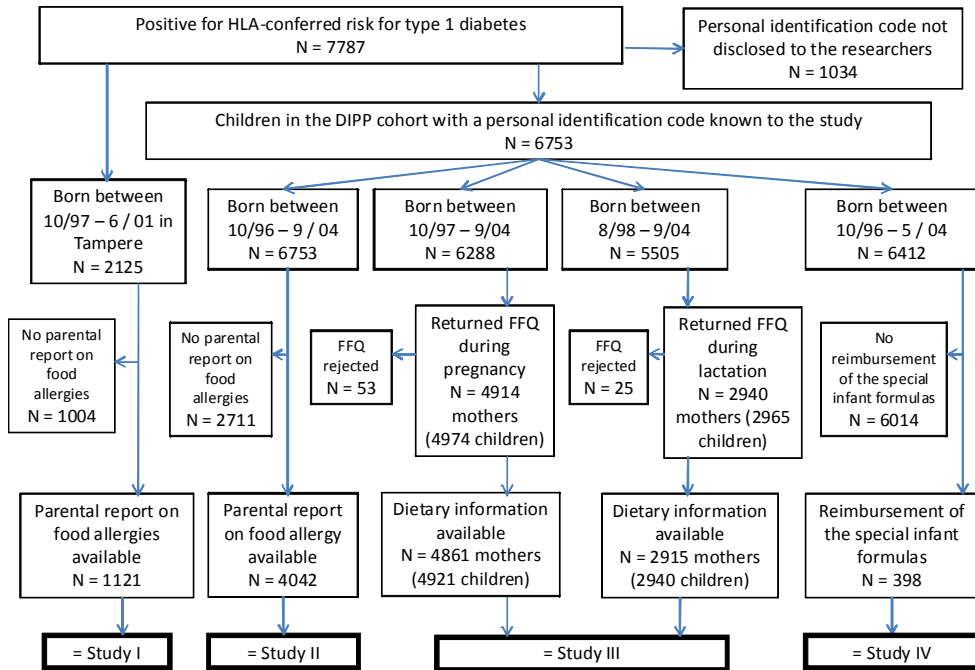 Positive for HLA-conferred risk for type 1 diabetes
N = 7787
Personal identification code not
disclosed to the researchers
N = 1034
Children in the DIPP cohort with a personal identification code known to the study
N = 6753
Born between
10/97 – 6 / 01 in
Tampere
N = 2125
Born between
10/96 – 9 / 04
N = 6753
Born between
10/97 – 9/04
N = 6288
Born between
8/98 – 9/04
N = 5505
Born between
10/96 – 5 / 04
N = 6412
No parental
report on
food
allergies
N = 1004
No parental
report on
food
allergies
N = 2711
FFQ
rejected
N = 53
Returned FFQ
during
pregnancy
N = 4914
mothers
(4974 children)
FFQ
rejected
N = 25
Returned FFQ
during
lactation
N = 2940
mothers (2965
children)
No
reimbursement
of the special
infant formulas
N = 6014
Parental report on
food allergies
available
N = 1121
Parental report
on food allergy
available
N = 4042
Dietary information
available
N = 4861 mothers
(4921 children)
Dietary information
available
N = 2915 mothers
(2940 children)
Reimbursement of
the special infant
formulas
N = 398
= Study I
= Study II
= Study III
= Study IV